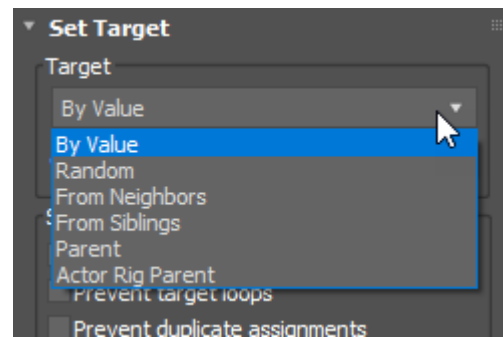 Set Target
Target
By Value
By Value
Random
From Neighbors
From Siblings
Parent
Actor Rig Parent
Prevent target loops
Prevent duplicate assignments